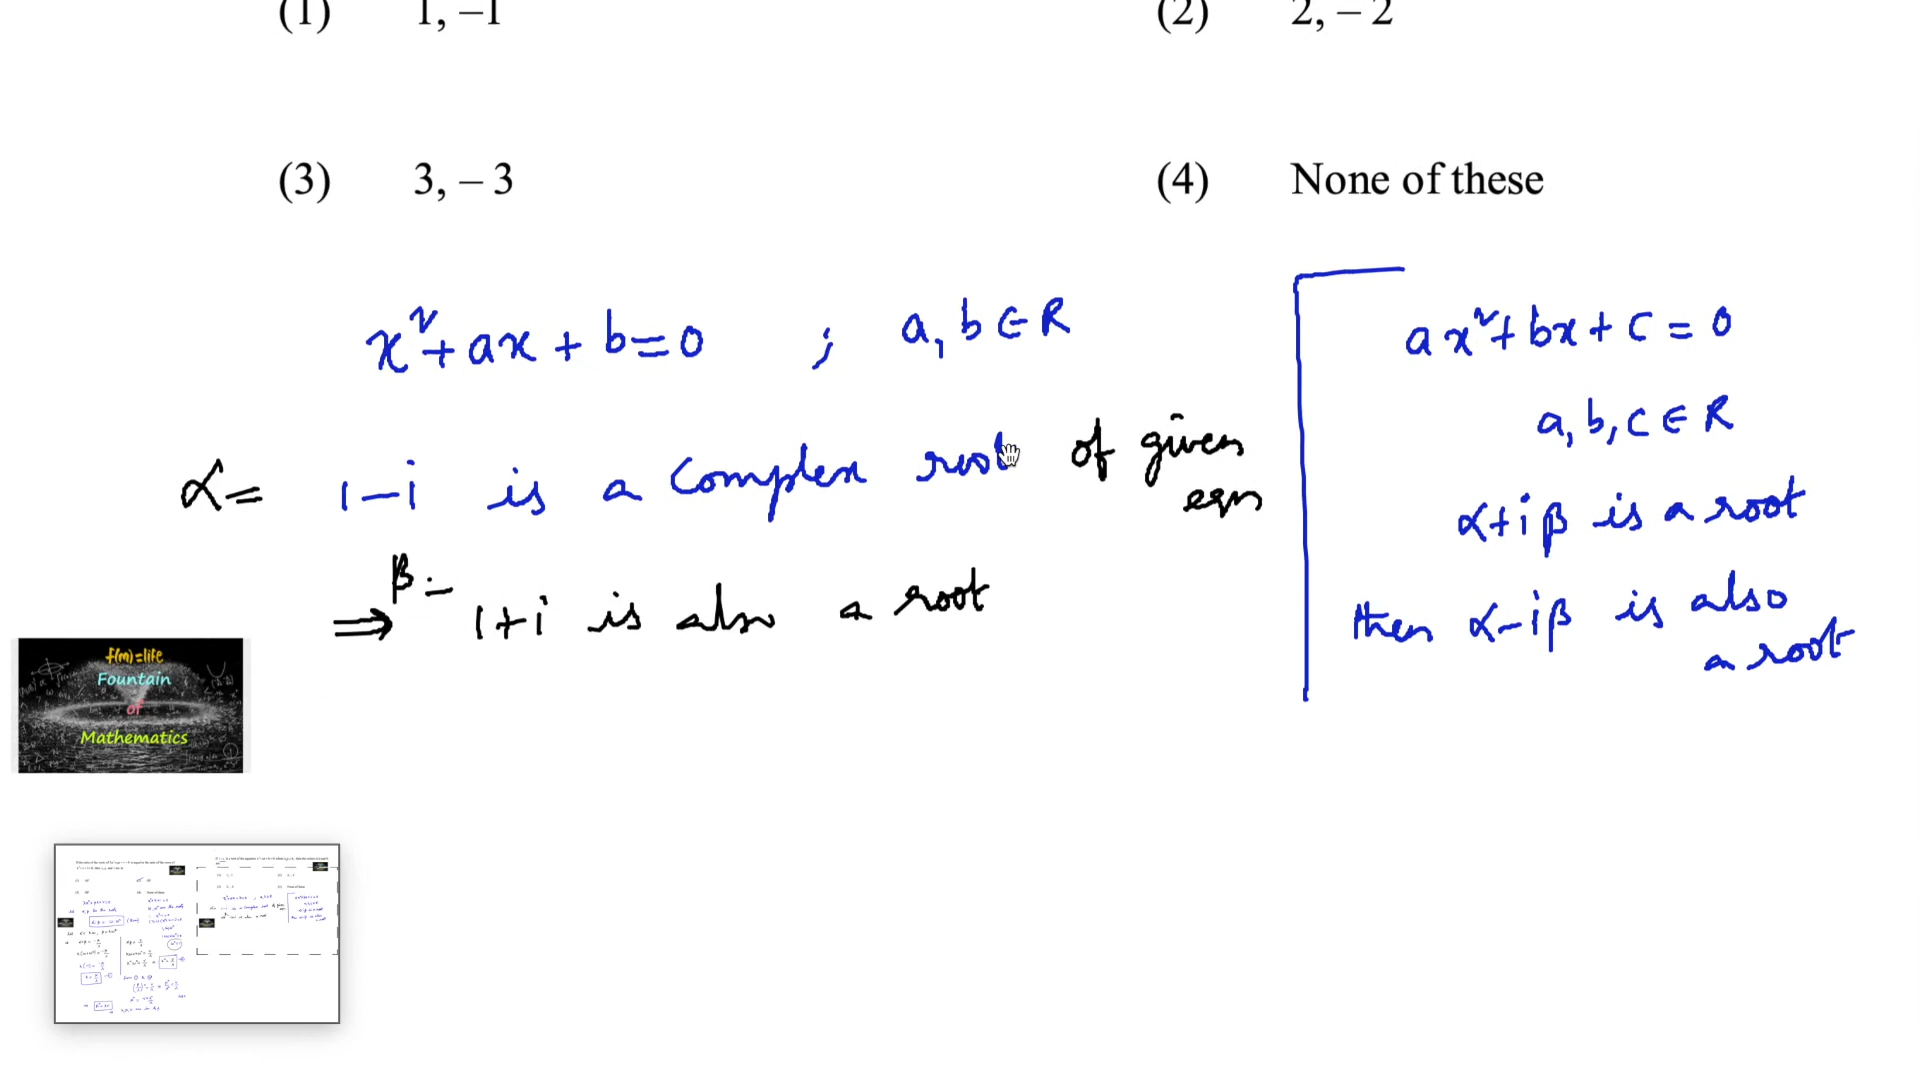 (1) 1, –1 (2) 2, – 2
(3) 3, – 3 (4) None of these
x²+ax+b=0 ; a, b ∈ R
α= 1-i is a complex root of given
eqn
⇒ β = 1+i is also a root
ax²+bx+c=0
a, b, c ∈ R
α+iβ is a root
then α-iβ is also
a root
f(m)=life
Fountain
of
Mathematics